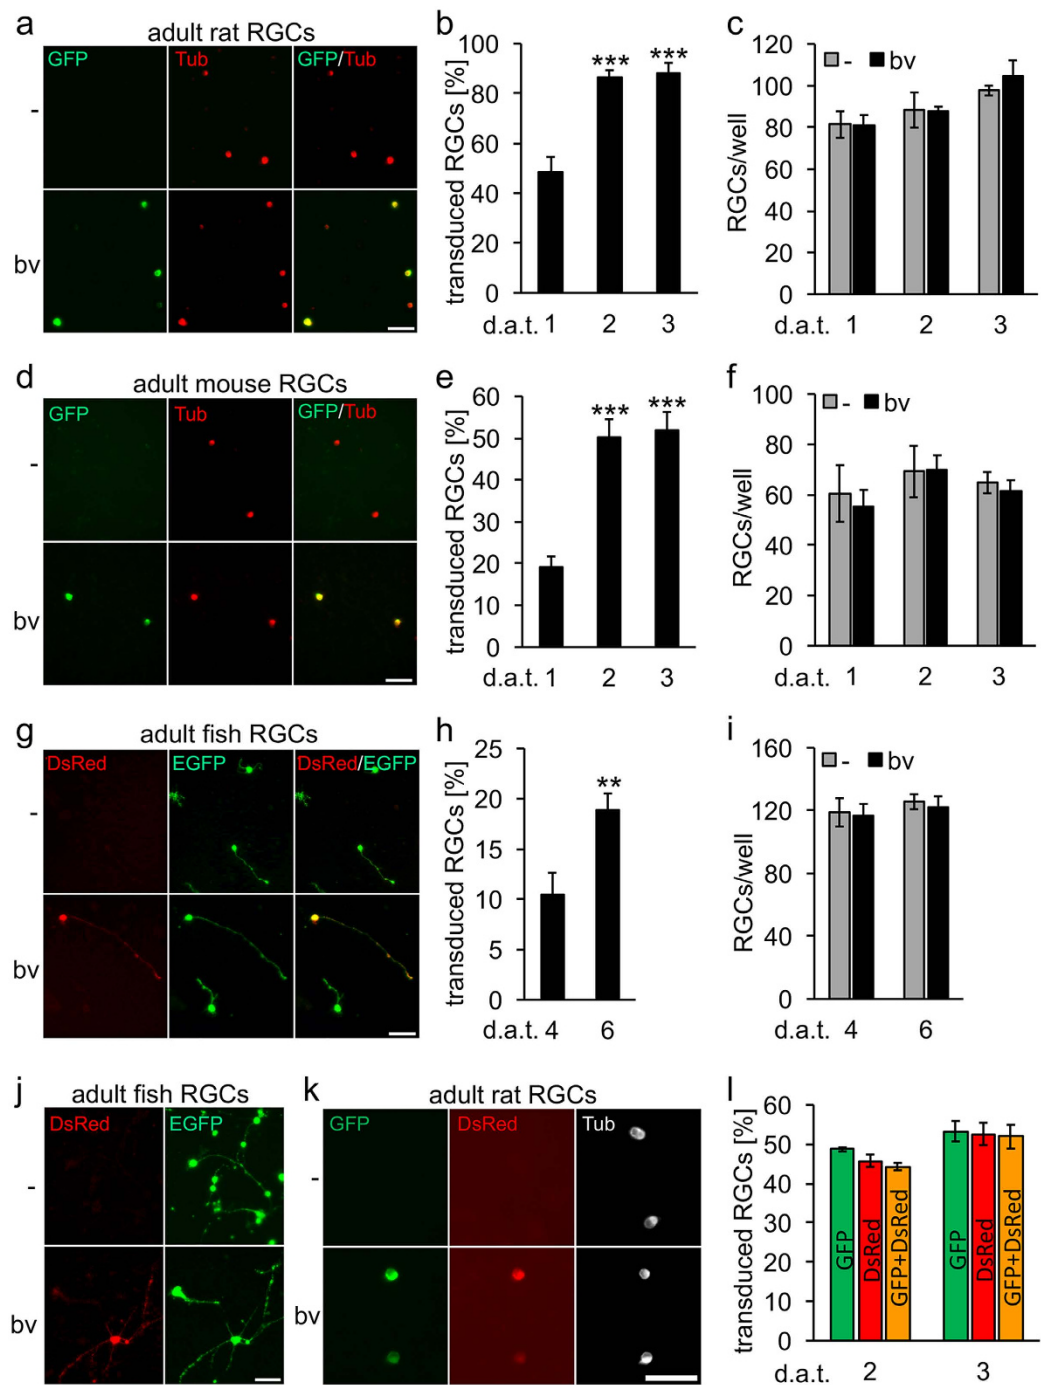 a
adult rat RGCs
GFP
Tub
GFP/Tub
-
bv
b
transduced RGCs [%]
100
80
60
40
20
0
***
***
d.a.t. 1 2 3
c
RGCs/well
120
100
80
60
40
20
0
- bv
d.a.t. 1 2 3
d
adult mouse RGCs
GFP
Tub
GFP/Tub
-
bv
e
transduced RGCs [%]
60
50
40
30
20
10
0
***
***
d.a.t. 1 2 3
f
RGCs/well
100
80
60
40
20
0
- bv
d.a.t. 1 2 3
g
adult fish RGCs
DsRed
EGFP
DsRed/EGFP
-
bv
h
transduced RGCs [%]
25
20
15
10
5
0
**
d.a.t. 4 6
i
RGCs/well
160
120
80
40
0
- bv
d.a.t. 4 6
j
adult fish RGCs
DsRed
EGFP
-
bv
k
adult rat RGCs
GFP
DsRed
Tub
-
bv
l
transduced RGCs [%]
60
50
40
30
20
10
0
GFP
DsRed
GFP+DsRed
GFP
DsRed
GFP+DsRed
d.a.t. 2 3